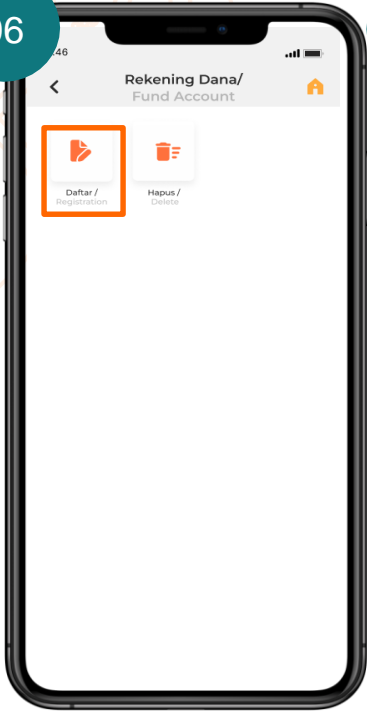 06
:46
Rekening Dana/
Fund Account
Daftar /
Registration
Hapus /
Delete